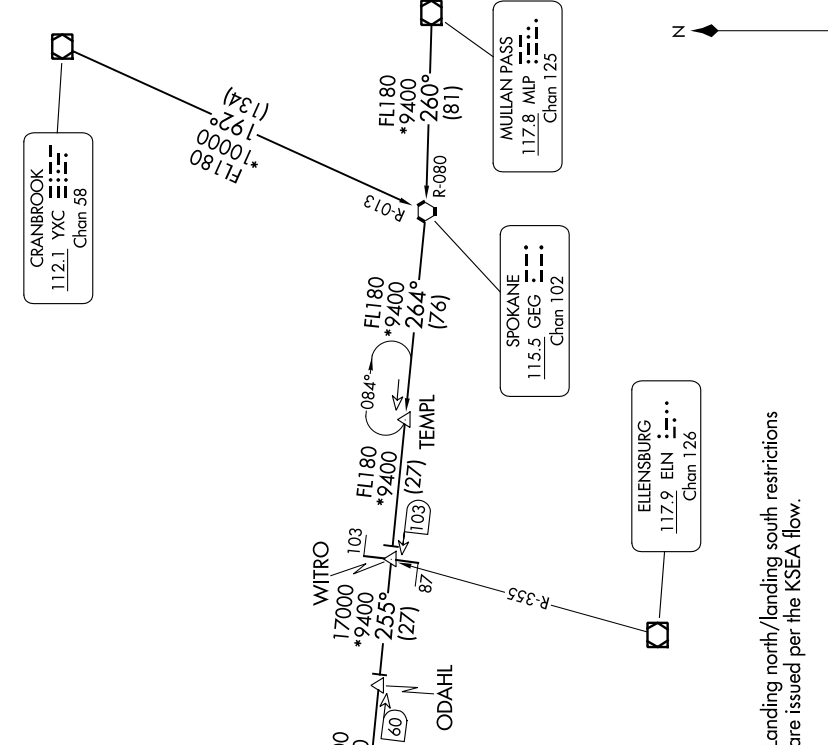 CRANBROOK
112.1 YXC
Chan 58
FL180
*10000
192°
(134)
R-013
FL180
*9400
260°
(81)
R-080
MULLAN PASS
117.8 MLP
Chan 125
N
SPOKANE
115.5 GEG
Chan 102
FL180
*9400
264°
(76)
084°
TEMPL
FL180
*9400
(27)
103
WITRO
103
87
17000
*9400
255°
(27)
R-355
ELLENSBURG
117.9 ELN
Chan 126
ODAHL
60
Landing north/landing south restrictions
are issued per the KSEA flow.